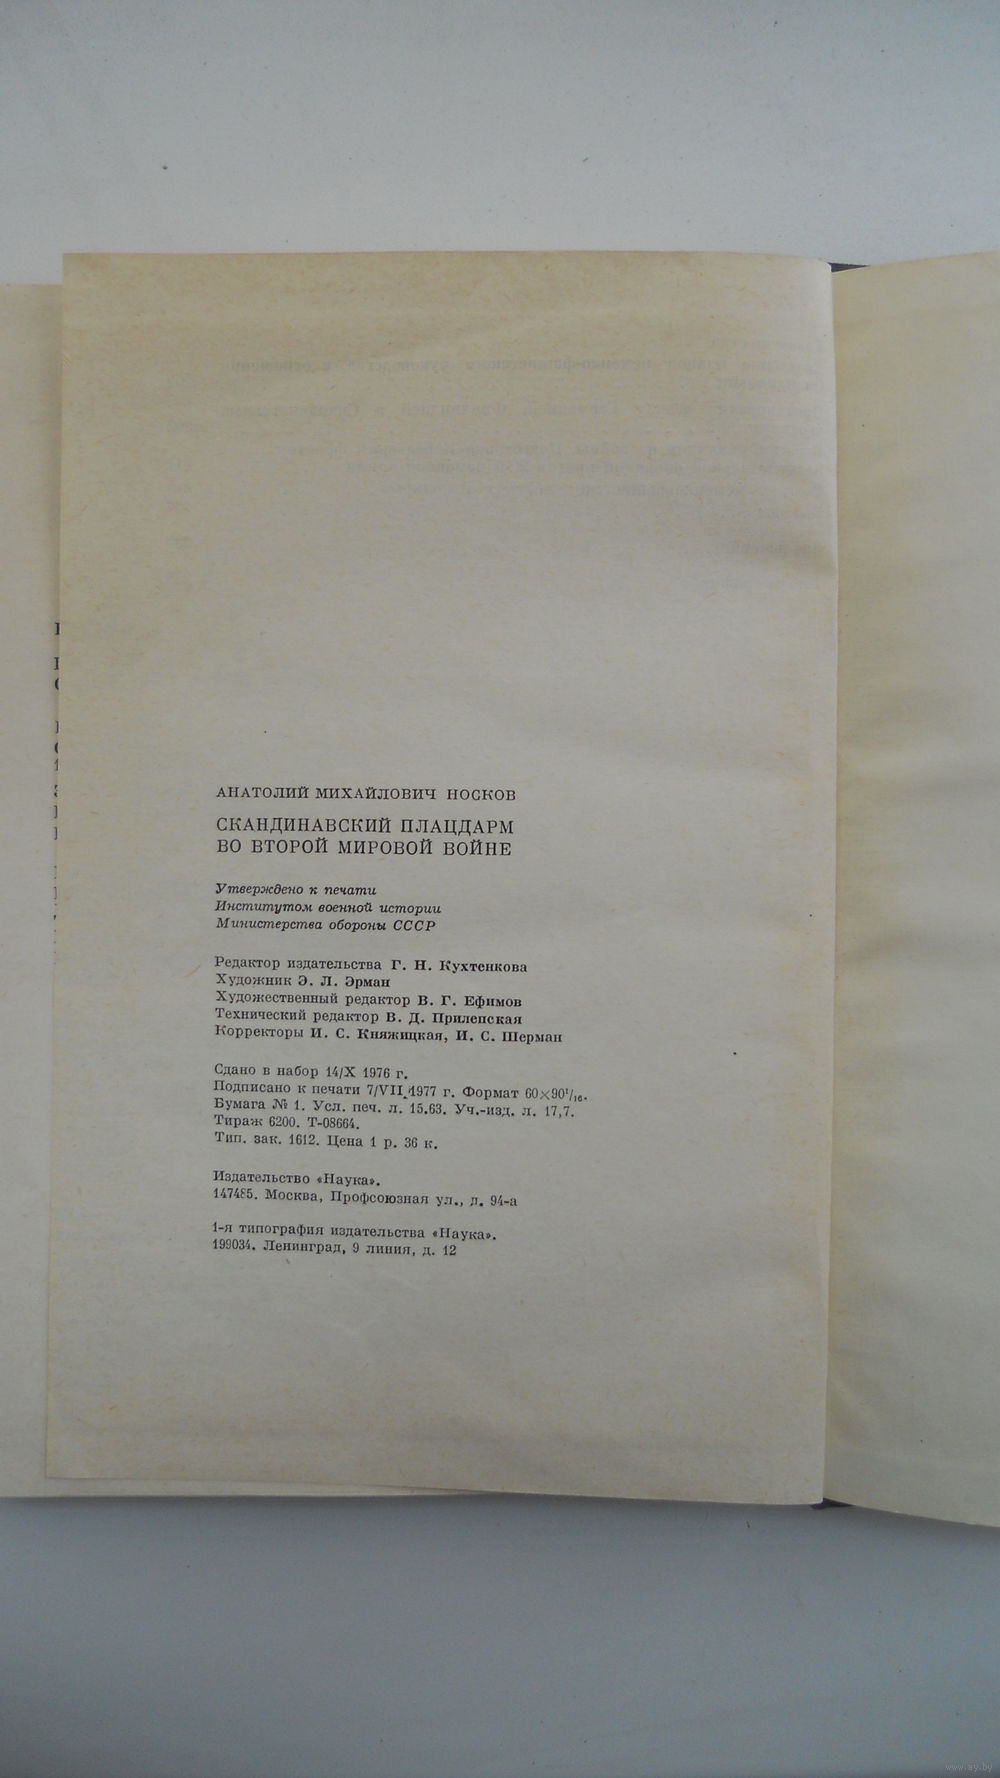 АНАТОЛИЙ МИХАЙЛОВИЧ НОСКОВ
СКАНДИНАВСКИЙ ПЛАЦДАРМ
ВО ВТОРОЙ МИРОВОЙ ВОЙНЕ
Утверждено к печати
Институтом военной истории
Министерства обороны СССР
Редактор издательства Г. Н. Кухтенкова
Художник Э. Л. Эрман
Художественный редактор В. Г. Ефимов
Технический редактор В. Д. Прилепская
Корректоры И. С. Княжицкая, И. С. Шерман
Сдано в набор 14/X 1976 г.
Подписано к печати 7/VII 1977 г. Формат 60×90¹/₁₆.
Бумага № 1. Усл. печ. л. 15.63. Уч.-изд. л. 17,7.
Тираж 6200. Т-08664.
Тип. зак. 1612. Цена 1 р. 36 к.
Издательство «Наука».
147485. Москва, Профсоюзная ул., д. 94-а
1-я типография издательства «Наука».
199034. Ленинград, 9 линия, д. 12
www.ay.by